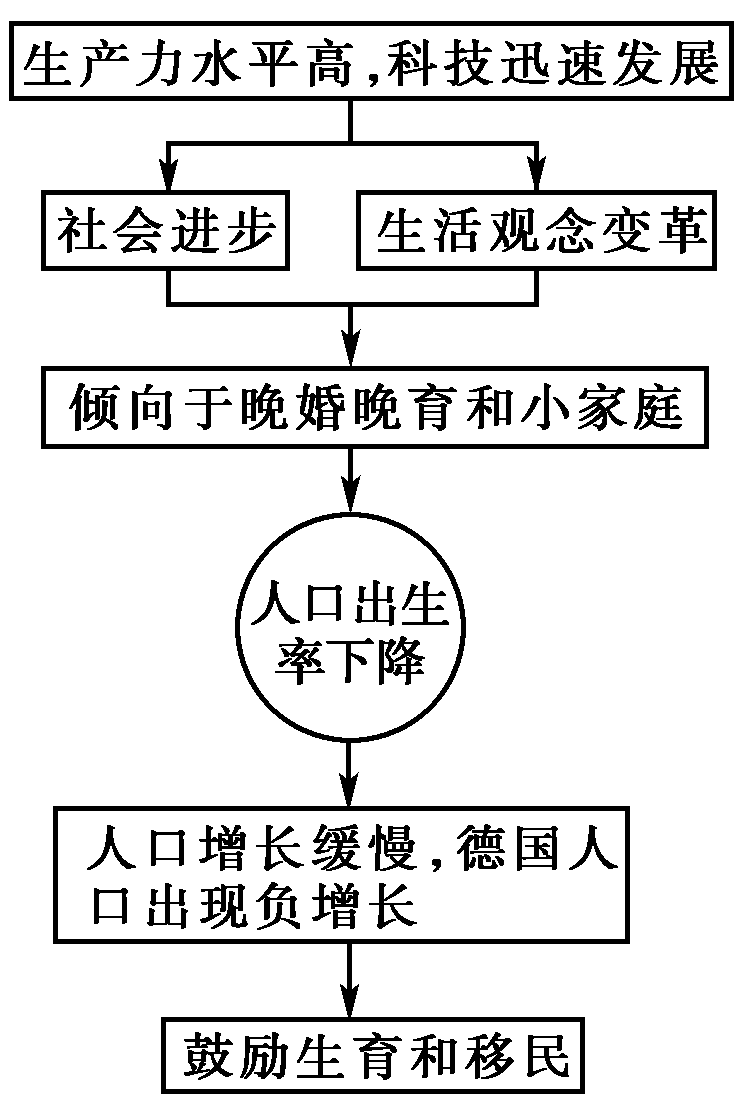 生产力水平高,科技迅速发展
社会进步
生活观念变革
倾向于晚婚晚育和小家庭
人口出生
率下降
人口增长缓慢,德国人
口出现负增长
鼓励生育和移民